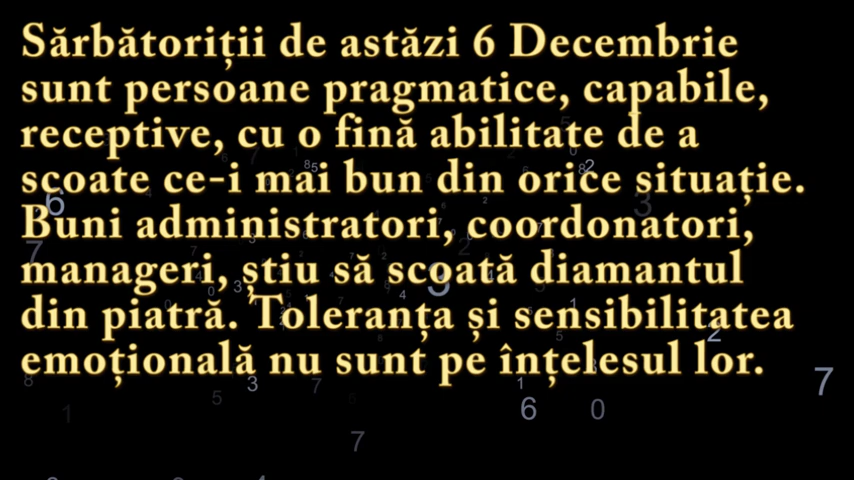 Sărbătoriții de astăzi 6 Decembrie
sunt persoane pragmatice, capabile,
receptive, cu o fină abilitate de a
scoate ce-i mai bun din orice situație.
Buni administratori, coordonatori,
manageri, știu să scoată diamantul
din piatră. Toleranța și sensibilitatea
emoțională nu sunt pe înțelesul lor.